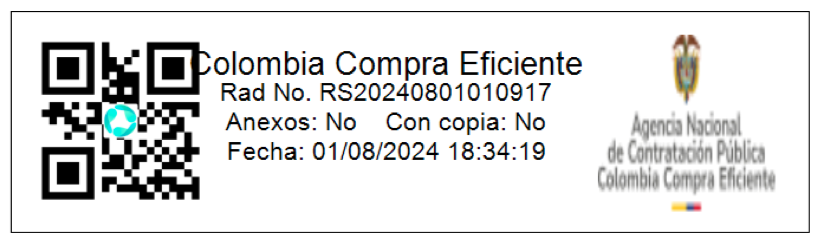 Colombia Compra Eficiente
Rad No. RS20240801010917
Anexos: No Con copia: No
Fecha: 01/08/2024 18:34:19
Agencia Nacional
de Contratación Pública
Colombia Compra Eficiente